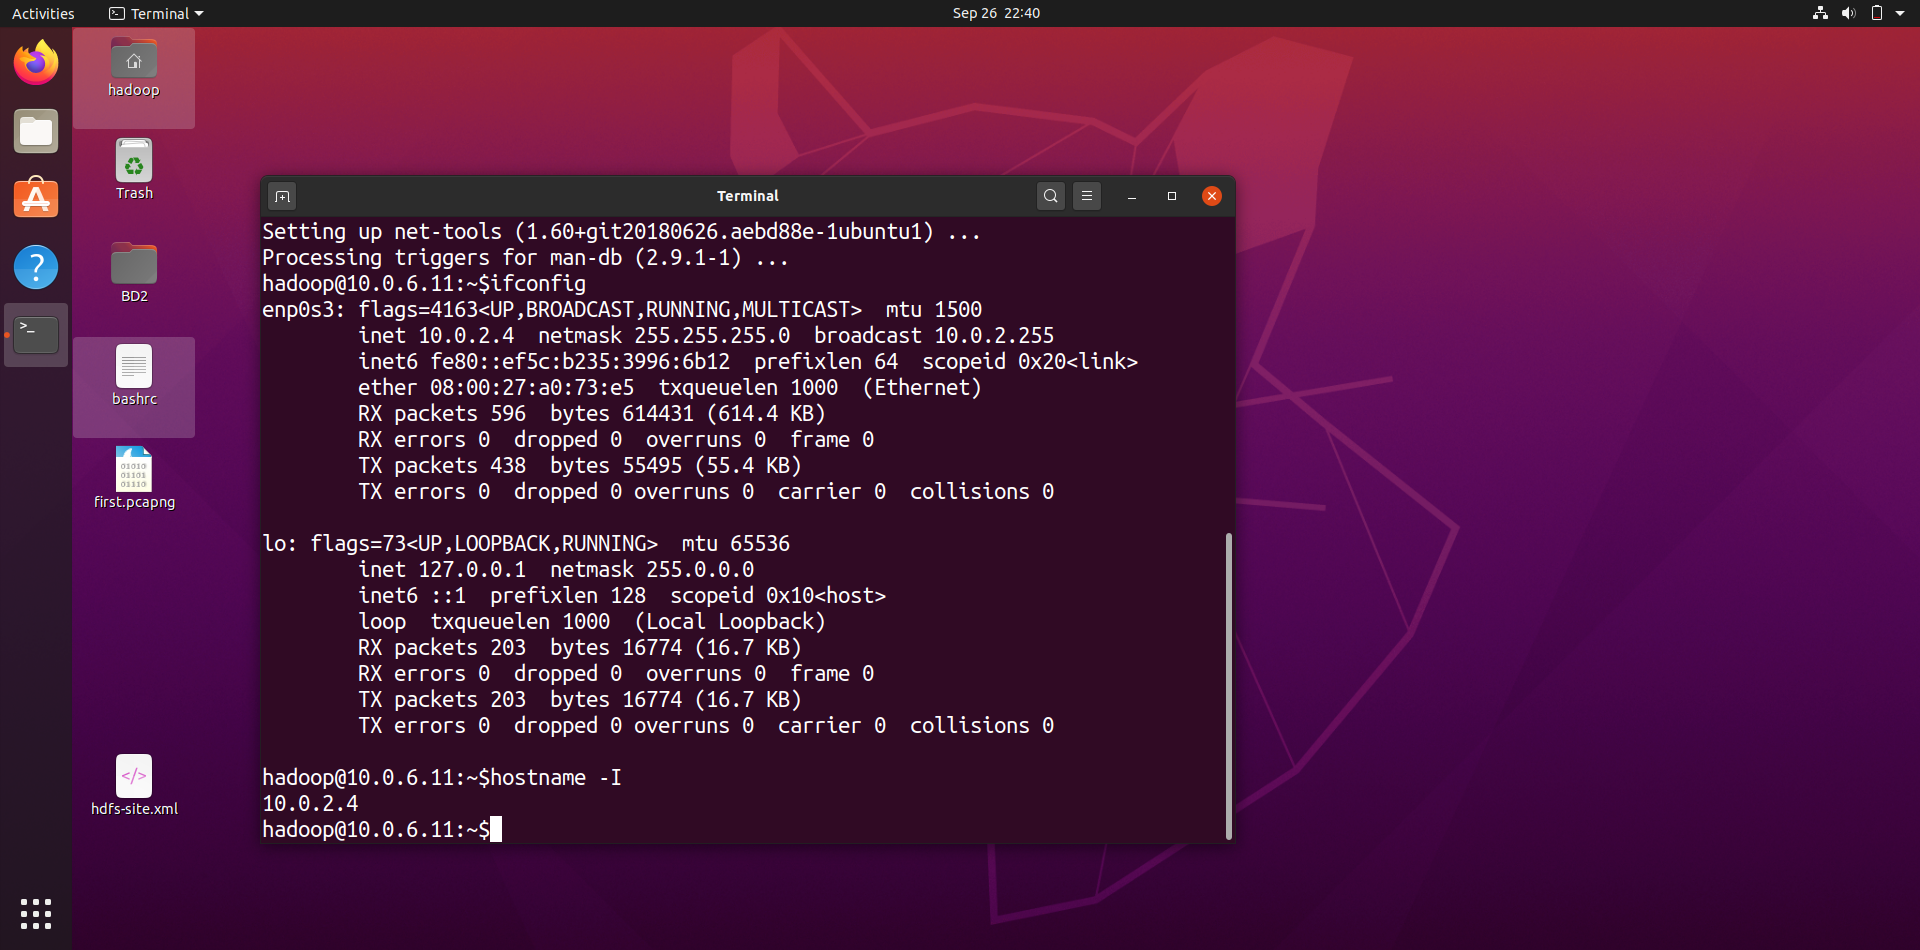 Activities
Terminal
Sep 26 22:40
hadoop
Trash
BD2
bashrc
01010
01101
01110
first.pcapng
</>
hdfs-site.xml
Terminal
Setting up net-tools (1.60+git20180626.aebd88e-1ubuntu1) ...
Processing triggers for man-db (2.9.1-1) ...
hadoop@10.0.6.11:~$ifconfig
enp0s3: flags=4163<UP,BROADCAST,RUNNING,MULTICAST>  mtu 1500
        inet 10.0.2.4  netmask 255.255.255.0  broadcast 10.0.2.255
        inet6 fe80::ef5c:b235:3996:6b12  prefixlen 64  scopeid 0x20<link>
        ether 08:00:27:a0:73:e5  txqueuelen 1000  (Ethernet)
        RX packets 596  bytes 614431 (614.4 KB)
        RX errors 0  dropped 0  overruns 0  frame 0
        TX packets 438  bytes 55495 (55.4 KB)
        TX errors 0  dropped 0 overruns 0  carrier 0  collisions 0
lo: flags=73<UP,LOOPBACK,RUNNING>  mtu 65536
        inet 127.0.0.1  netmask 255.0.0.0
        inet6 ::1  prefixlen 128  scopeid 0x10<host>
        loop  txqueuelen 1000  (Local Loopback)
        RX packets 203  bytes 16774 (16.7 KB)
        RX errors 0  dropped 0  overruns 0  frame 0
        TX packets 203  bytes 16774 (16.7 KB)
        TX errors 0  dropped 0 overruns 0  carrier 0  collisions 0
hadoop@10.0.6.11:~$hostname -I
10.0.2.4
hadoop@10.0.6.11:~$